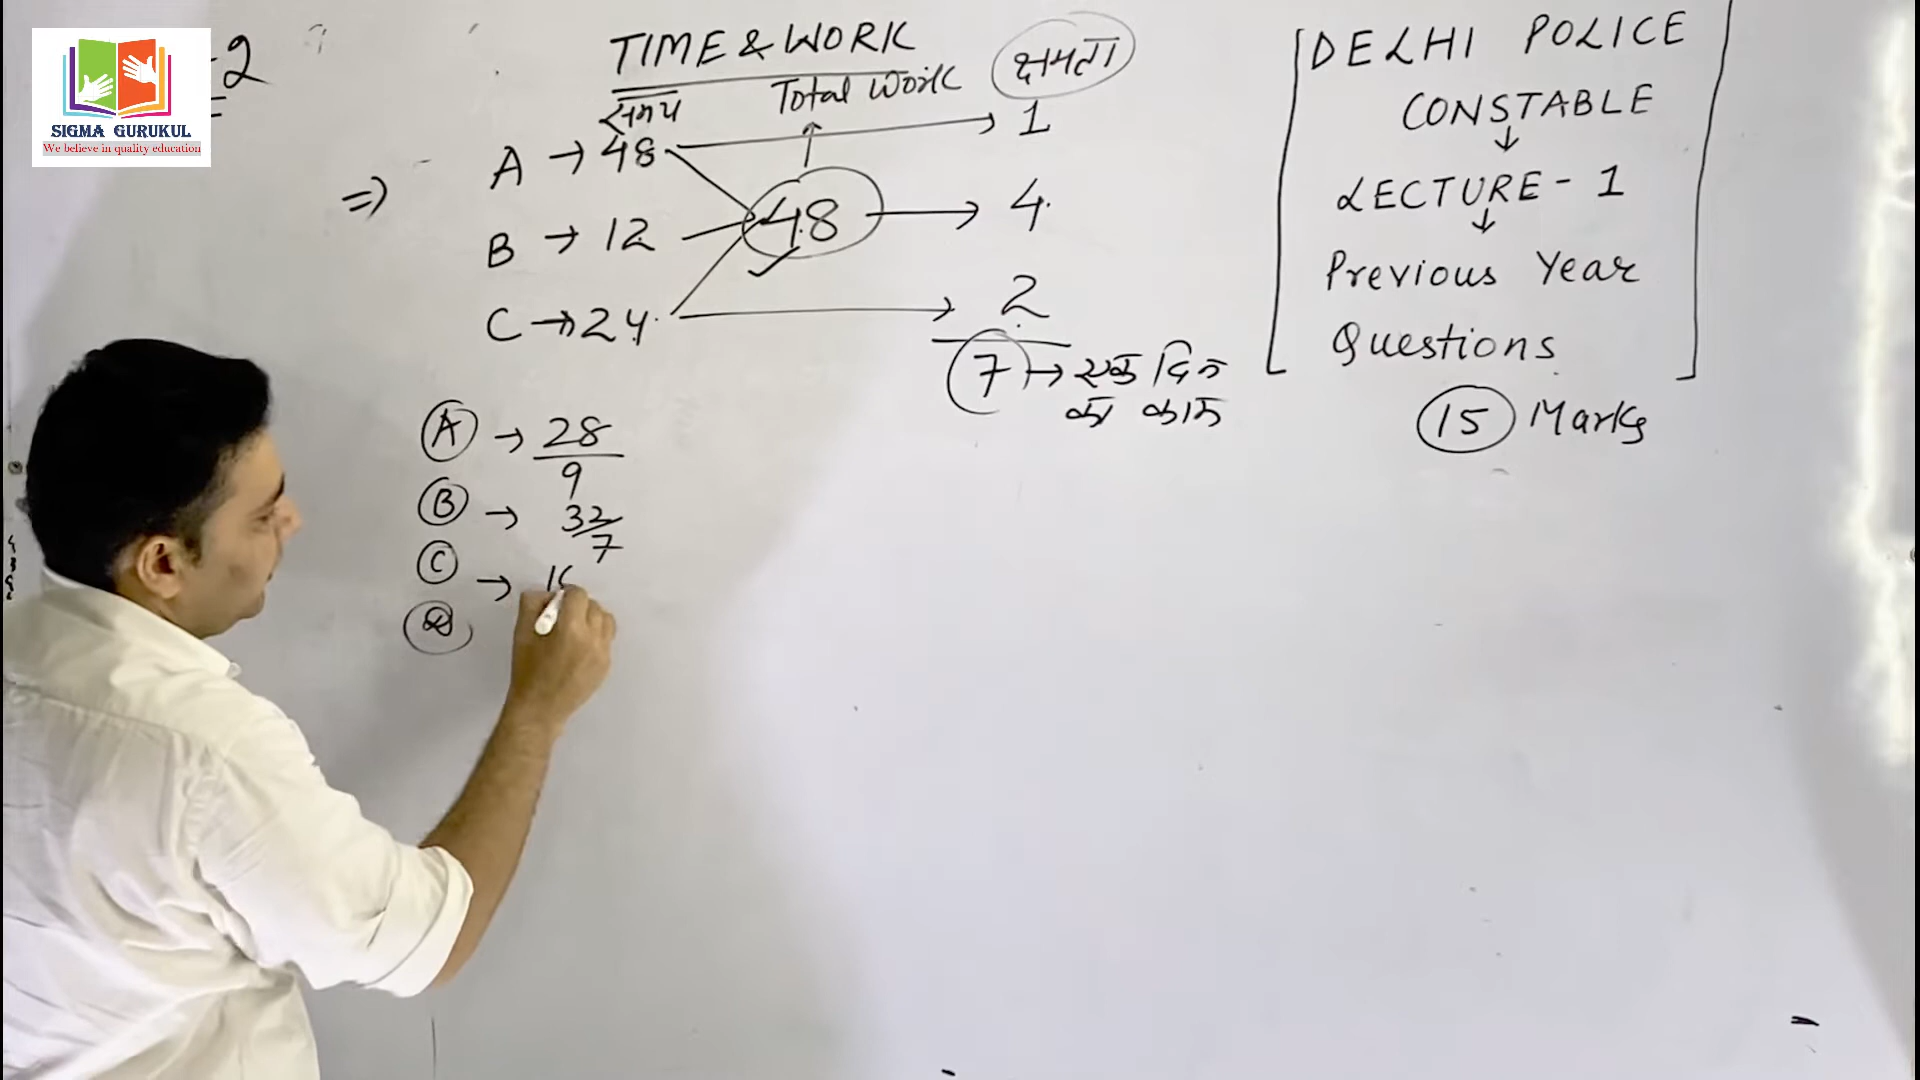 SIGMA GURUKUL
We believe in quality education
-2
TIME & WORK
समय
Total Work
क्षमता
A → 48
1
B → 12
48
4
C → 24
2
7 → एक दिन
का काम
DELHI POLICE
CONSTABLE
↓
LECTURE - 1
↓
Previous Year
Questions
15 Marks
A → 28/9
B → 32/7
C →